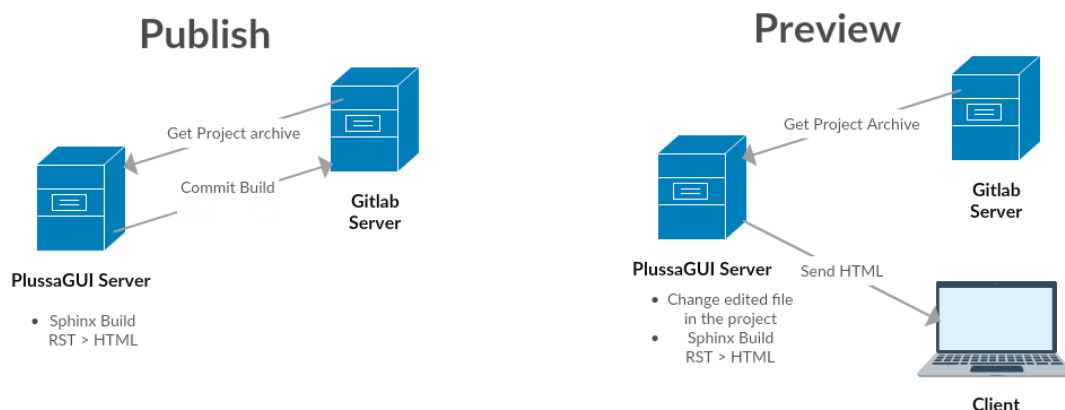 Publish
Get Project archive
Commit Build
Gitlab
Server
PlussaGUI Server
• Sphinx Build
RST > HTML
Preview
Get Project Archive
Gitlab
Server
PlussaGUI Server
Send HTML
• Change edited file
in the project
• Sphinx Build
RST > HTML
Client